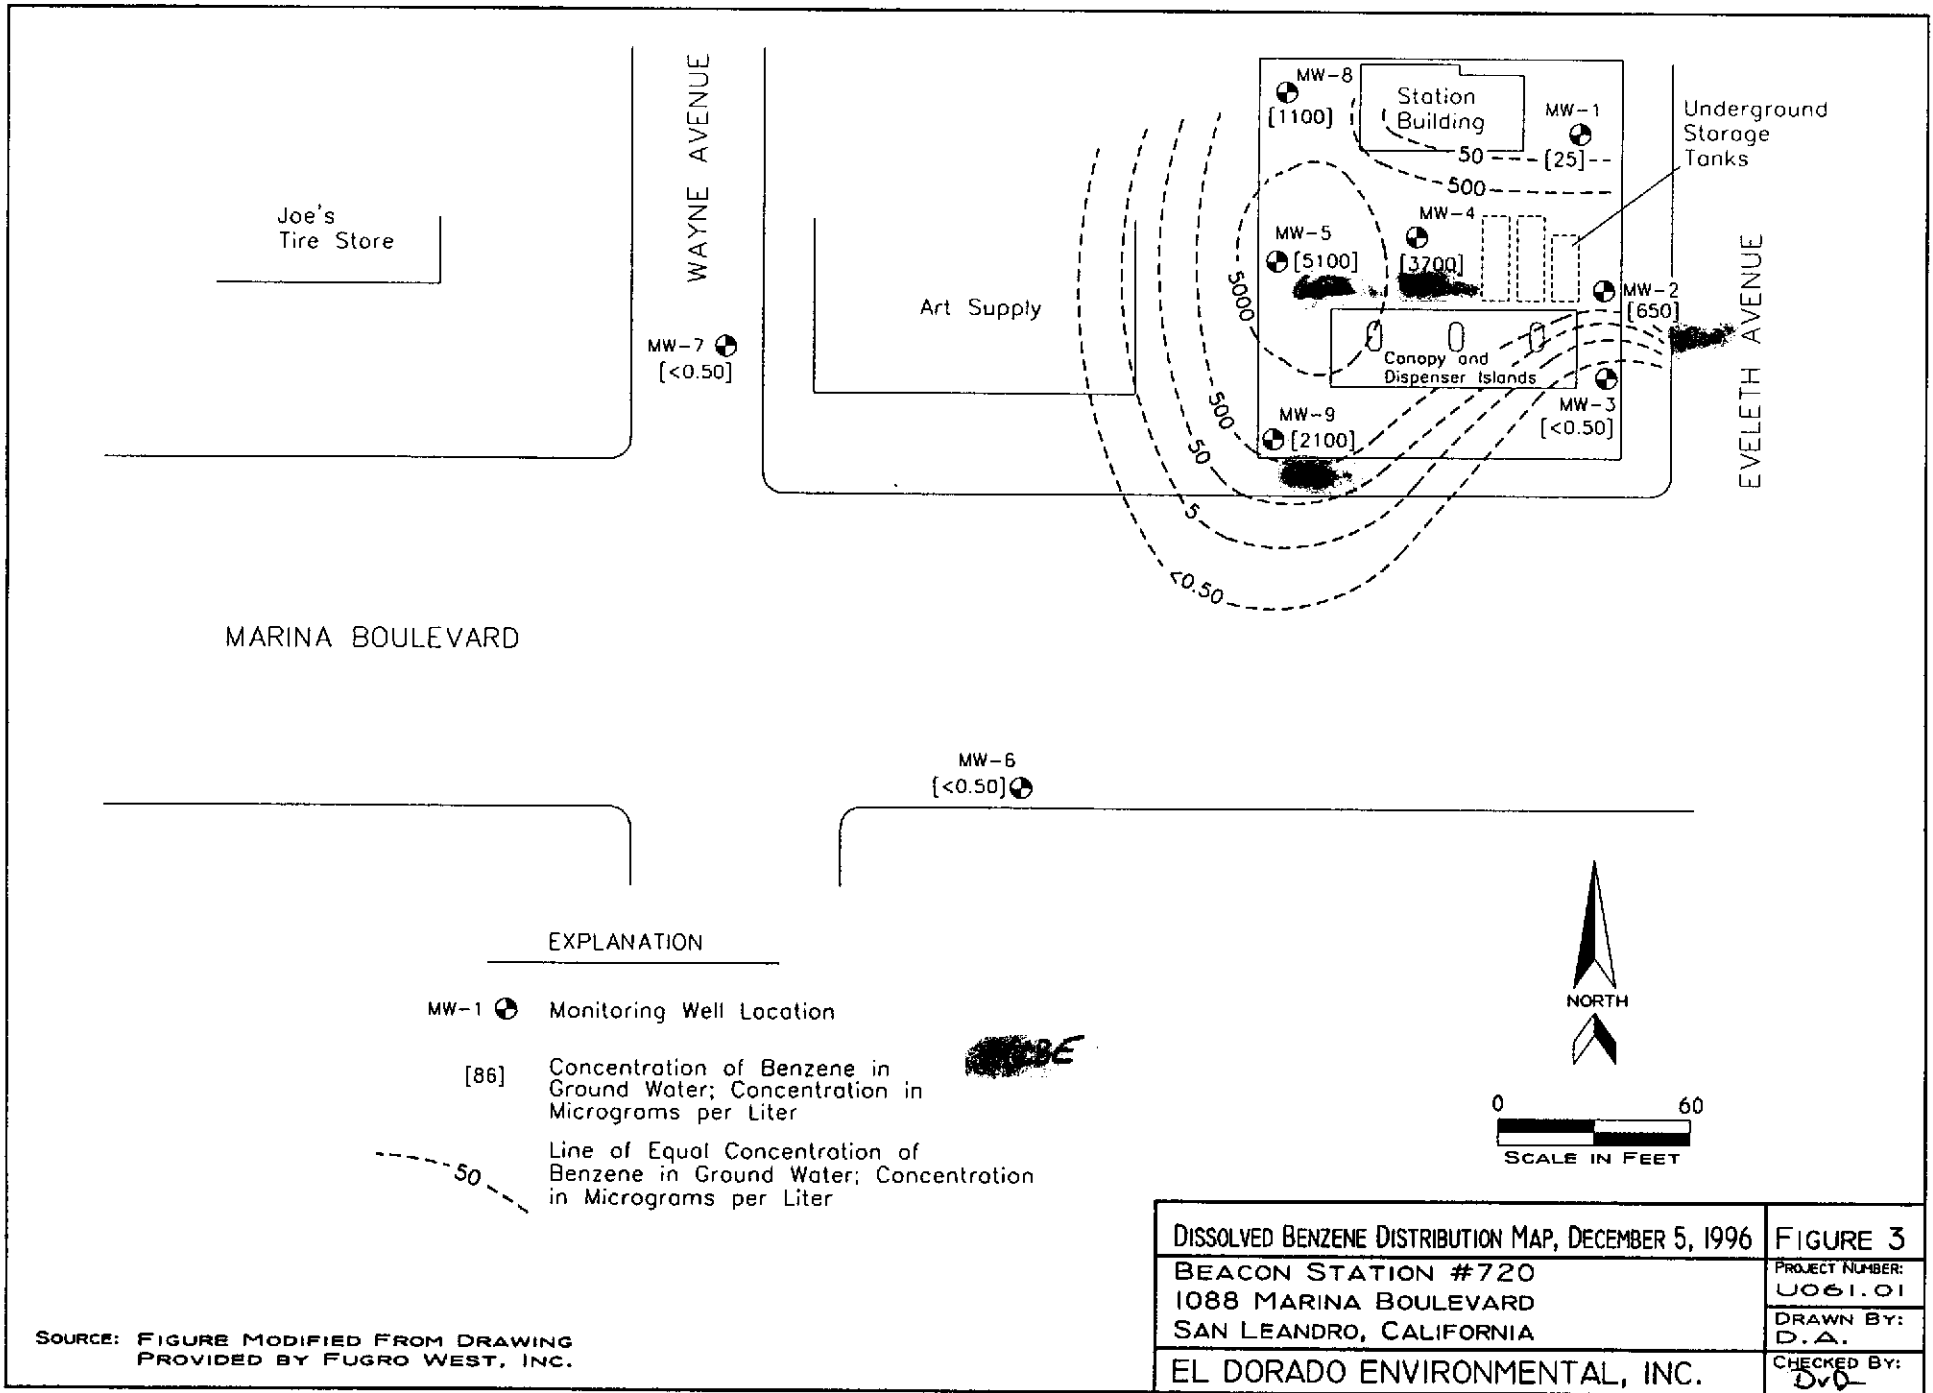 WAYNE AVENUE
MW-8
[1100]
Station
Building
MW-1
[25]
Underground
Storage
Tanks
50
500
Joe's
Tire Store
MW-4
[3700]
MW-5
[5100]
5000
Art Supply
MW-2
[650]
EVELETH AVENUE
MW-7
[<0.50]
Canopy and
Dispenser Islands
MW-3
[<0.50]
MW-9
[2100]
500
50
5
<0.50
MARINA BOULEVARD
MW-6
[<0.50]
EXPLANATION
MW-1 Monitoring Well Location
[86] Concentration of Benzene in
Ground Water; Concentration in
Micrograms per Liter
50 Line of Equal Concentration of
Benzene in Ground Water; Concentration
in Micrograms per Liter
NORTH
0 60
SCALE IN FEET
DISSOLVED BENZENE DISTRIBUTION MAP, DECEMBER 5, 1996
FIGURE 3
BEACON STATION #720
1088 MARINA BOULEVARD
SAN LEANDRO, CALIFORNIA
PROJECT NUMBER:
U061.01
DRAWN BY:
D.A.
EL DORADO ENVIRONMENTAL, INC.
CHECKED BY:
DvD
SOURCE: FIGURE MODIFIED FROM DRAWING
PROVIDED BY FUGRO WEST, INC.